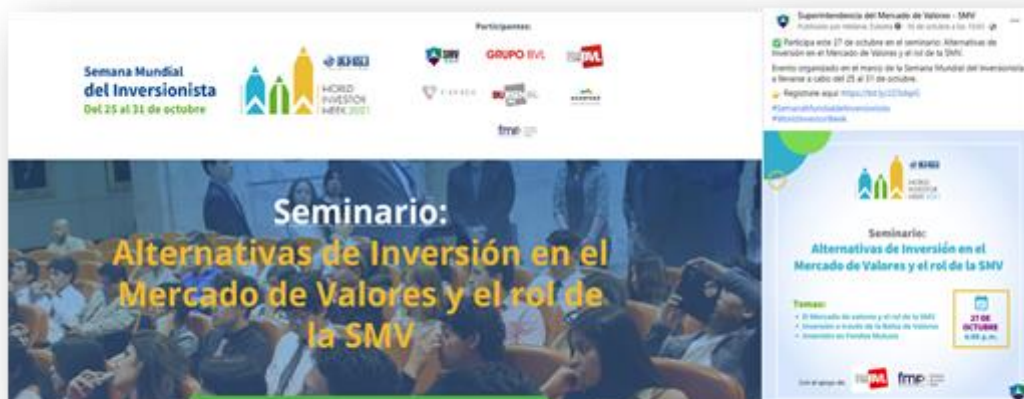 Participantes:
Semana Mundial
del Inversionista
Del 25 al 31 de octubre
WORLD
INVESTOR
WEEK 2021
SMV
GRUPO BVL
BVL
fmp
Seminario:
Alternativas de Inversión en el
Mercado de Valores y el rol de
la SMV
Superintendencia del Mercado de Valores - SMV
Participa este 27 de octubre en el seminario: Alternativas de
Inversión en el Mercado de Valores y el rol de la SMV.
Evento organizado en el marco de la Semana Mundial del Inversionista
a llevarse a cabo del 25 al 31 de octubre.
Regístrate aquí
#SemanaMundialdelInversionista
#WorldInvestorWeek
WORLD
INVESTOR
WEEK 2021
Seminario:
Alternativas de Inversión en el
Mercado de Valores y el rol de la SMV
Temas:
• El Mercado de valores y el rol de la SMV
• Inversión a través de la Bolsa de Valores
• Inversión en Fondos Mutuos
27 DE
OCTUBRE
Con el apoyo de:
BVL
fmp